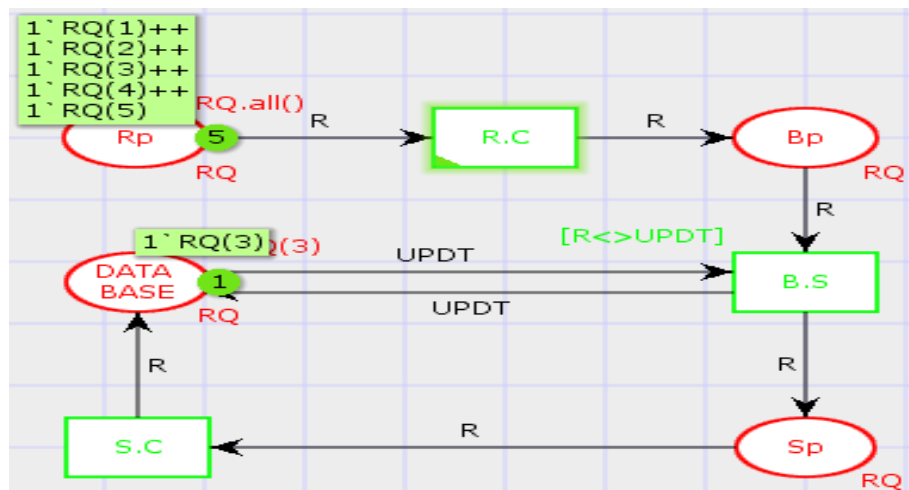 1`RQ(1)++
1`RQ(2)++
1`RQ(3)++
1`RQ(4)++
1`RQ(5)
RQ.all()
Rp
5
RQ
R
R.C
R
Bp
RQ
R
1`RQ(3)
Q(3)
DATA
BASE
1
RQ
UPDT
UPDT
[R<>UPDT]
B.S
R
R
S.C
R
Sp
RQ